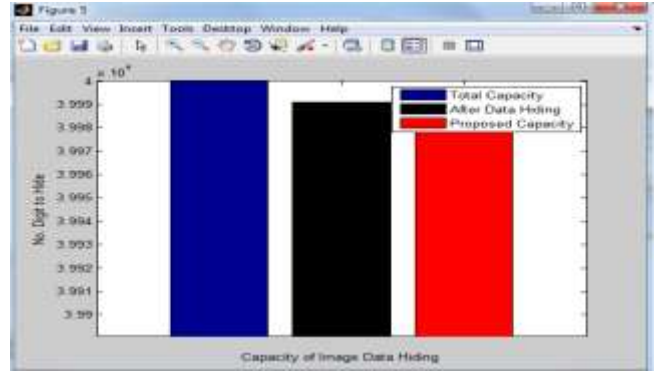 Figure 5
File Edit View Insert Tools Desktop Window Help
× 10⁴
4
3.999
3.998
3.997
3.996
3.995
3.994
3.993
3.992
3.991
3.99
No. Digit to Hide
Total Capacity
After Data Hiding
Proposed Capacity
Capacity of Image Data Hiding